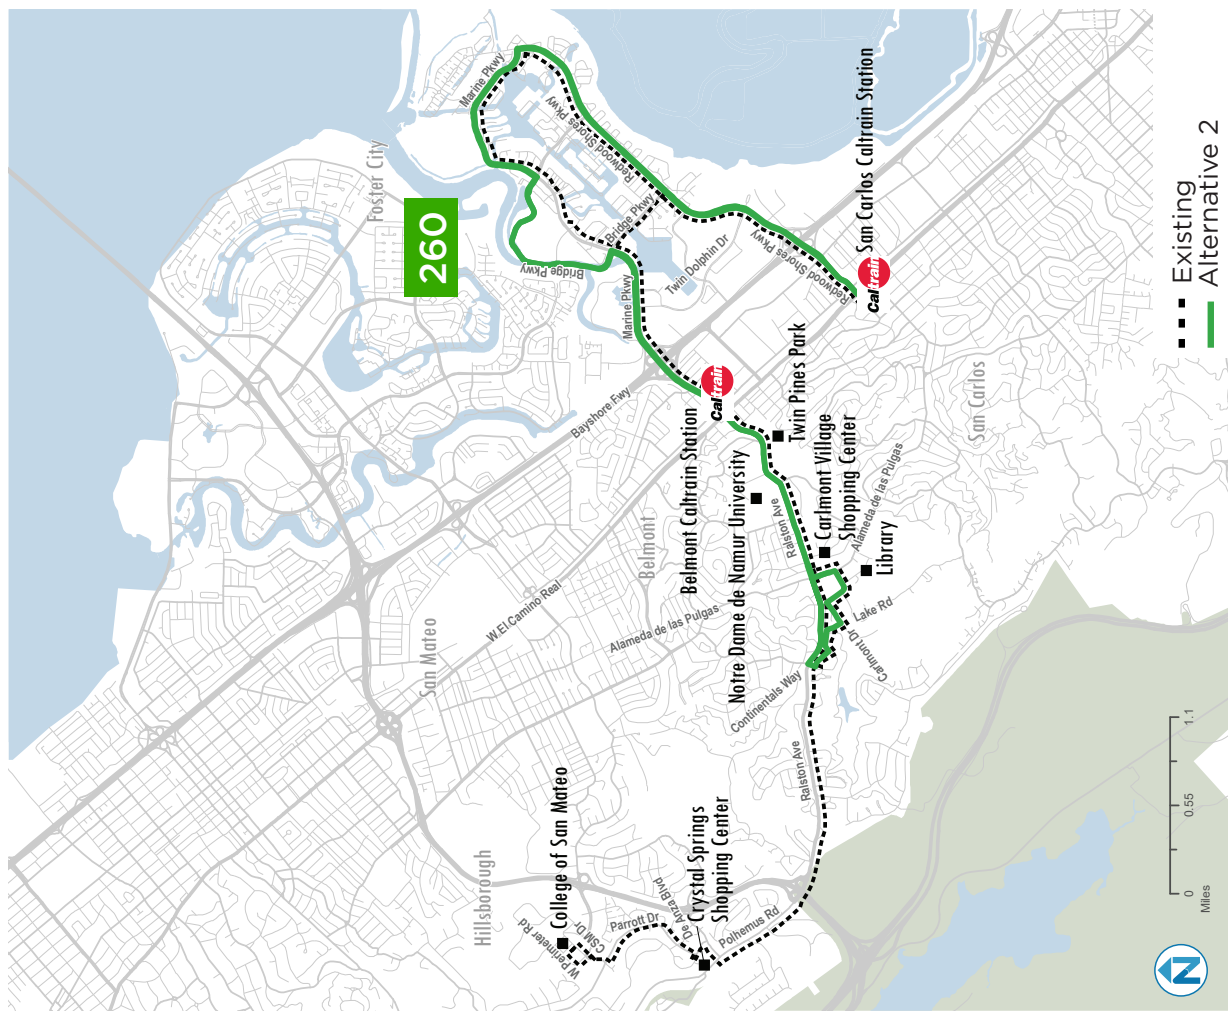 Marine Pkwy
Foster City
260
Redwood Shores Pkwy
Bridge Pkwy
Bridge Pkwy
Marine Pkwy
Twin Dolphin Dr
Redwood Shores Pkwy
San Carlos Caltrain Station
Caltrain
Existing
Alternative 2
Bayshore Fwy
Caltrain
Belmont Caltrain Station
Twin Pines Park
Notre Dame de Namur University
Carlmont Village
Shopping Center
Alameda de las Pulgas
Library
San Carlos
Ralston Ave
Belmont
W.El Camino Real
Alameda de las Pulgas
San Mateo
Lake Rd
Carlmont Dr
Continentals Way
Ralston Ave
Hillsborough
College of San Mateo
W Perimeter Rd
CSM Dr
Parrott Dr
De Anza Blvd
Crystal Springs
Shopping Center
Polhemus Rd
0
0.55
1.1
Miles
N